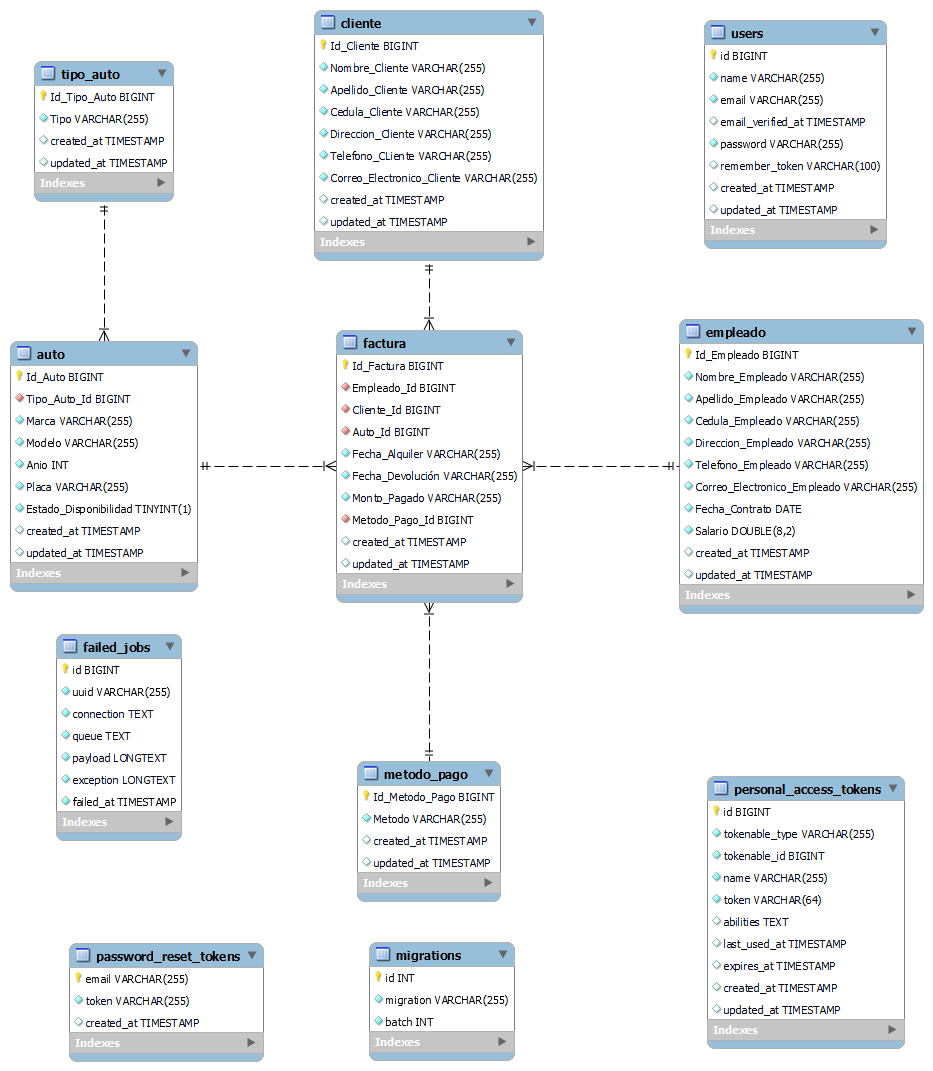 tipo_auto
Id_Tipo_Auto BIGINT
Tipo VARCHAR(255)
created_at TIMESTAMP
updated_at TIMESTAMP
Indexes
cliente
Id_Cliente BIGINT
Nombre_Cliente VARCHAR(255)
Apellido_Cliente VARCHAR(255)
Cedula_Cliente VARCHAR(255)
Direccion_Cliente VARCHAR(255)
Telefono_CLiente VARCHAR(255)
Correo_Electronico_Cliente VARCHAR(255)
created_at TIMESTAMP
updated_at TIMESTAMP
Indexes
users
id BIGINT
name VARCHAR(255)
email VARCHAR(255)
email_verified_at TIMESTAMP
password VARCHAR(255)
remember_token VARCHAR(100)
created_at TIMESTAMP
updated_at TIMESTAMP
Indexes
auto
Id_Auto BIGINT
Tipo_Auto_Id BIGINT
Marca VARCHAR(255)
Modelo VARCHAR(255)
Anio INT
Placa VARCHAR(255)
Estado_Disponibilidad TINYINT(1)
created_at TIMESTAMP
updated_at TIMESTAMP
Indexes
factura
Id_Factura BIGINT
Empleado_Id BIGINT
Cliente_Id BIGINT
Auto_Id BIGINT
Fecha_Alquiler VARCHAR(255)
Fecha_Devolución VARCHAR(255)
Monto_Pagado VARCHAR(255)
Metodo_Pago_Id BIGINT
created_at TIMESTAMP
updated_at TIMESTAMP
Indexes
empleado
Id_Empleado BIGINT
Nombre_Empleado VARCHAR(255)
Apellido_Empleado VARCHAR(255)
Cedula_Empleado VARCHAR(255)
Direccion_Empleado VARCHAR(255)
Telefono_Empleado VARCHAR(255)
Correo_Electronico_Empleado VARCHAR(255)
Fecha_Contrato DATE
Salario DOUBLE(8,2)
created_at TIMESTAMP
updated_at TIMESTAMP
Indexes
failed_jobs
id BIGINT
uuid VARCHAR(255)
connection TEXT
queue TEXT
payload LONGTEXT
exception LONGTEXT
failed_at TIMESTAMP
Indexes
metodo_pago
Id_Metodo_Pago BIGINT
Metodo VARCHAR(255)
created_at TIMESTAMP
updated_at TIMESTAMP
Indexes
personal_access_tokens
id BIGINT
tokenable_type VARCHAR(255)
tokenable_id BIGINT
name VARCHAR(255)
token VARCHAR(64)
abilities TEXT
last_used_at TIMESTAMP
expires_at TIMESTAMP
created_at TIMESTAMP
updated_at TIMESTAMP
Indexes
password_reset_tokens
email VARCHAR(255)
token VARCHAR(255)
created_at TIMESTAMP
Indexes
migrations
id INT
migration VARCHAR(255)
batch INT
Indexes